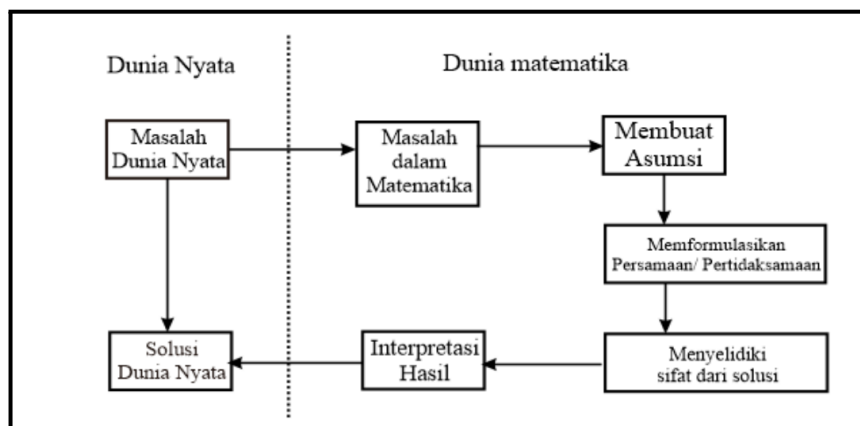 Dunia Nyata
Dunia matematika
Masalah
Dunia Nyata
Masalah
dalam
Matematika
Membuat
Asumsi
Memformulasikan
Persamaan/ Pertidaksamaan
Menyelidiki
sifat dari solusi
Interpretasi
Hasil
Solusi
Dunia Nyata